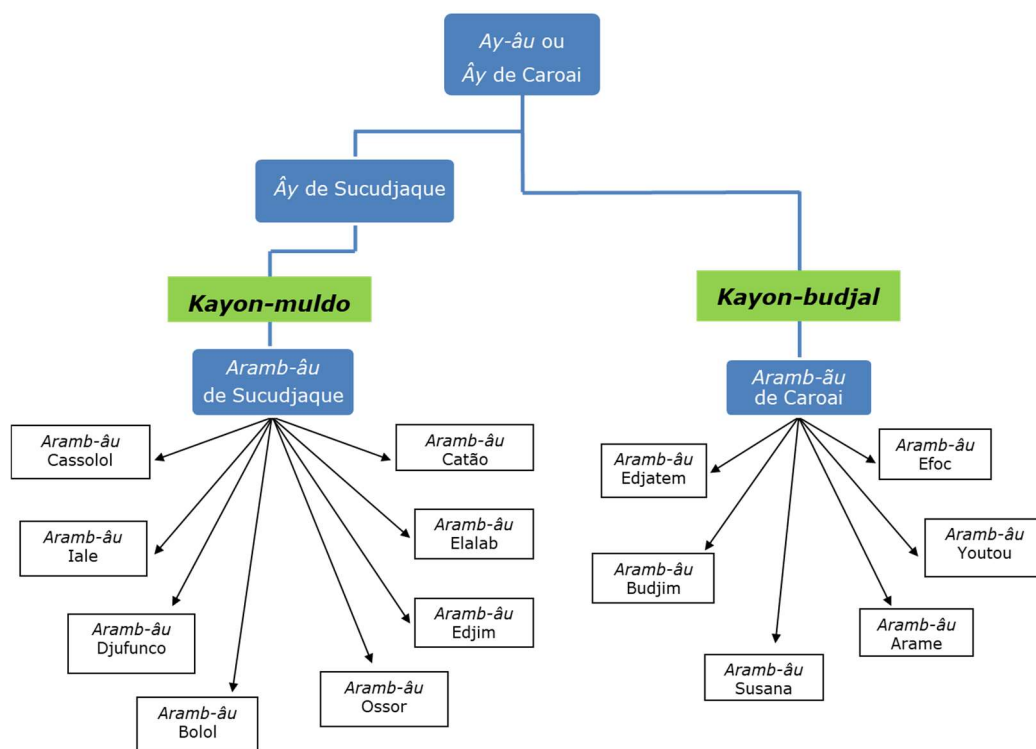 Ay-âu ou
Ây de Caroai
Ây de Sucudjaque
Kayon-muldo
Kayon-budjal
Aramb-âu
de Sucudjaque
Aramb-ãu
de Caroai
Aramb-âu
Cassolol
Aramb-âu
Catão
Aramb-âu
Iale
Aramb-âu
Elalab
Aramb-âu
Djufunco
Aramb-âu
Edjim
Aramb-âu
Bolol
Aramb-âu
Ossor
Aramb-âu
Edjatem
Aramb-âu
Efoc
Aramb-âu
Budjim
Aramb-âu
Youtou
Aramb-âu
Susana
Aramb-âu
Arame